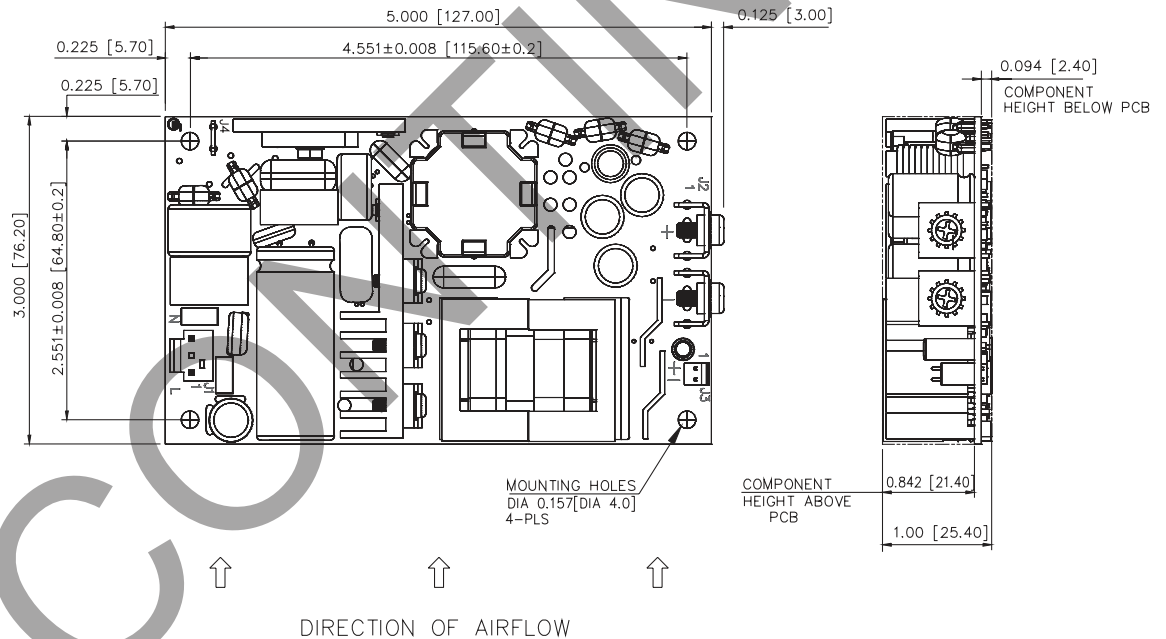 5.000 [127.00]
0.125 [3.00]
0.225 [5.70]
4.551±0.008 [115.60±0.2]
0.225 [5.70]
0.094 [2.40]
COMPONENT
HEIGHT BELOW PCB
J4
J2
1
+
3.000 [76.20]
2.551±0.008 [64.80±0.2]
-
N
L
J1
1
1
+
-
J3
MOUNTING HOLES
DIA 0.157[DIA 4.0]
4-PLS
COMPONENT
HEIGHT ABOVE
PCB
0.842 [21.40]
1.00 [25.40]
DIRECTION OF AIRFLOW
CONTIN